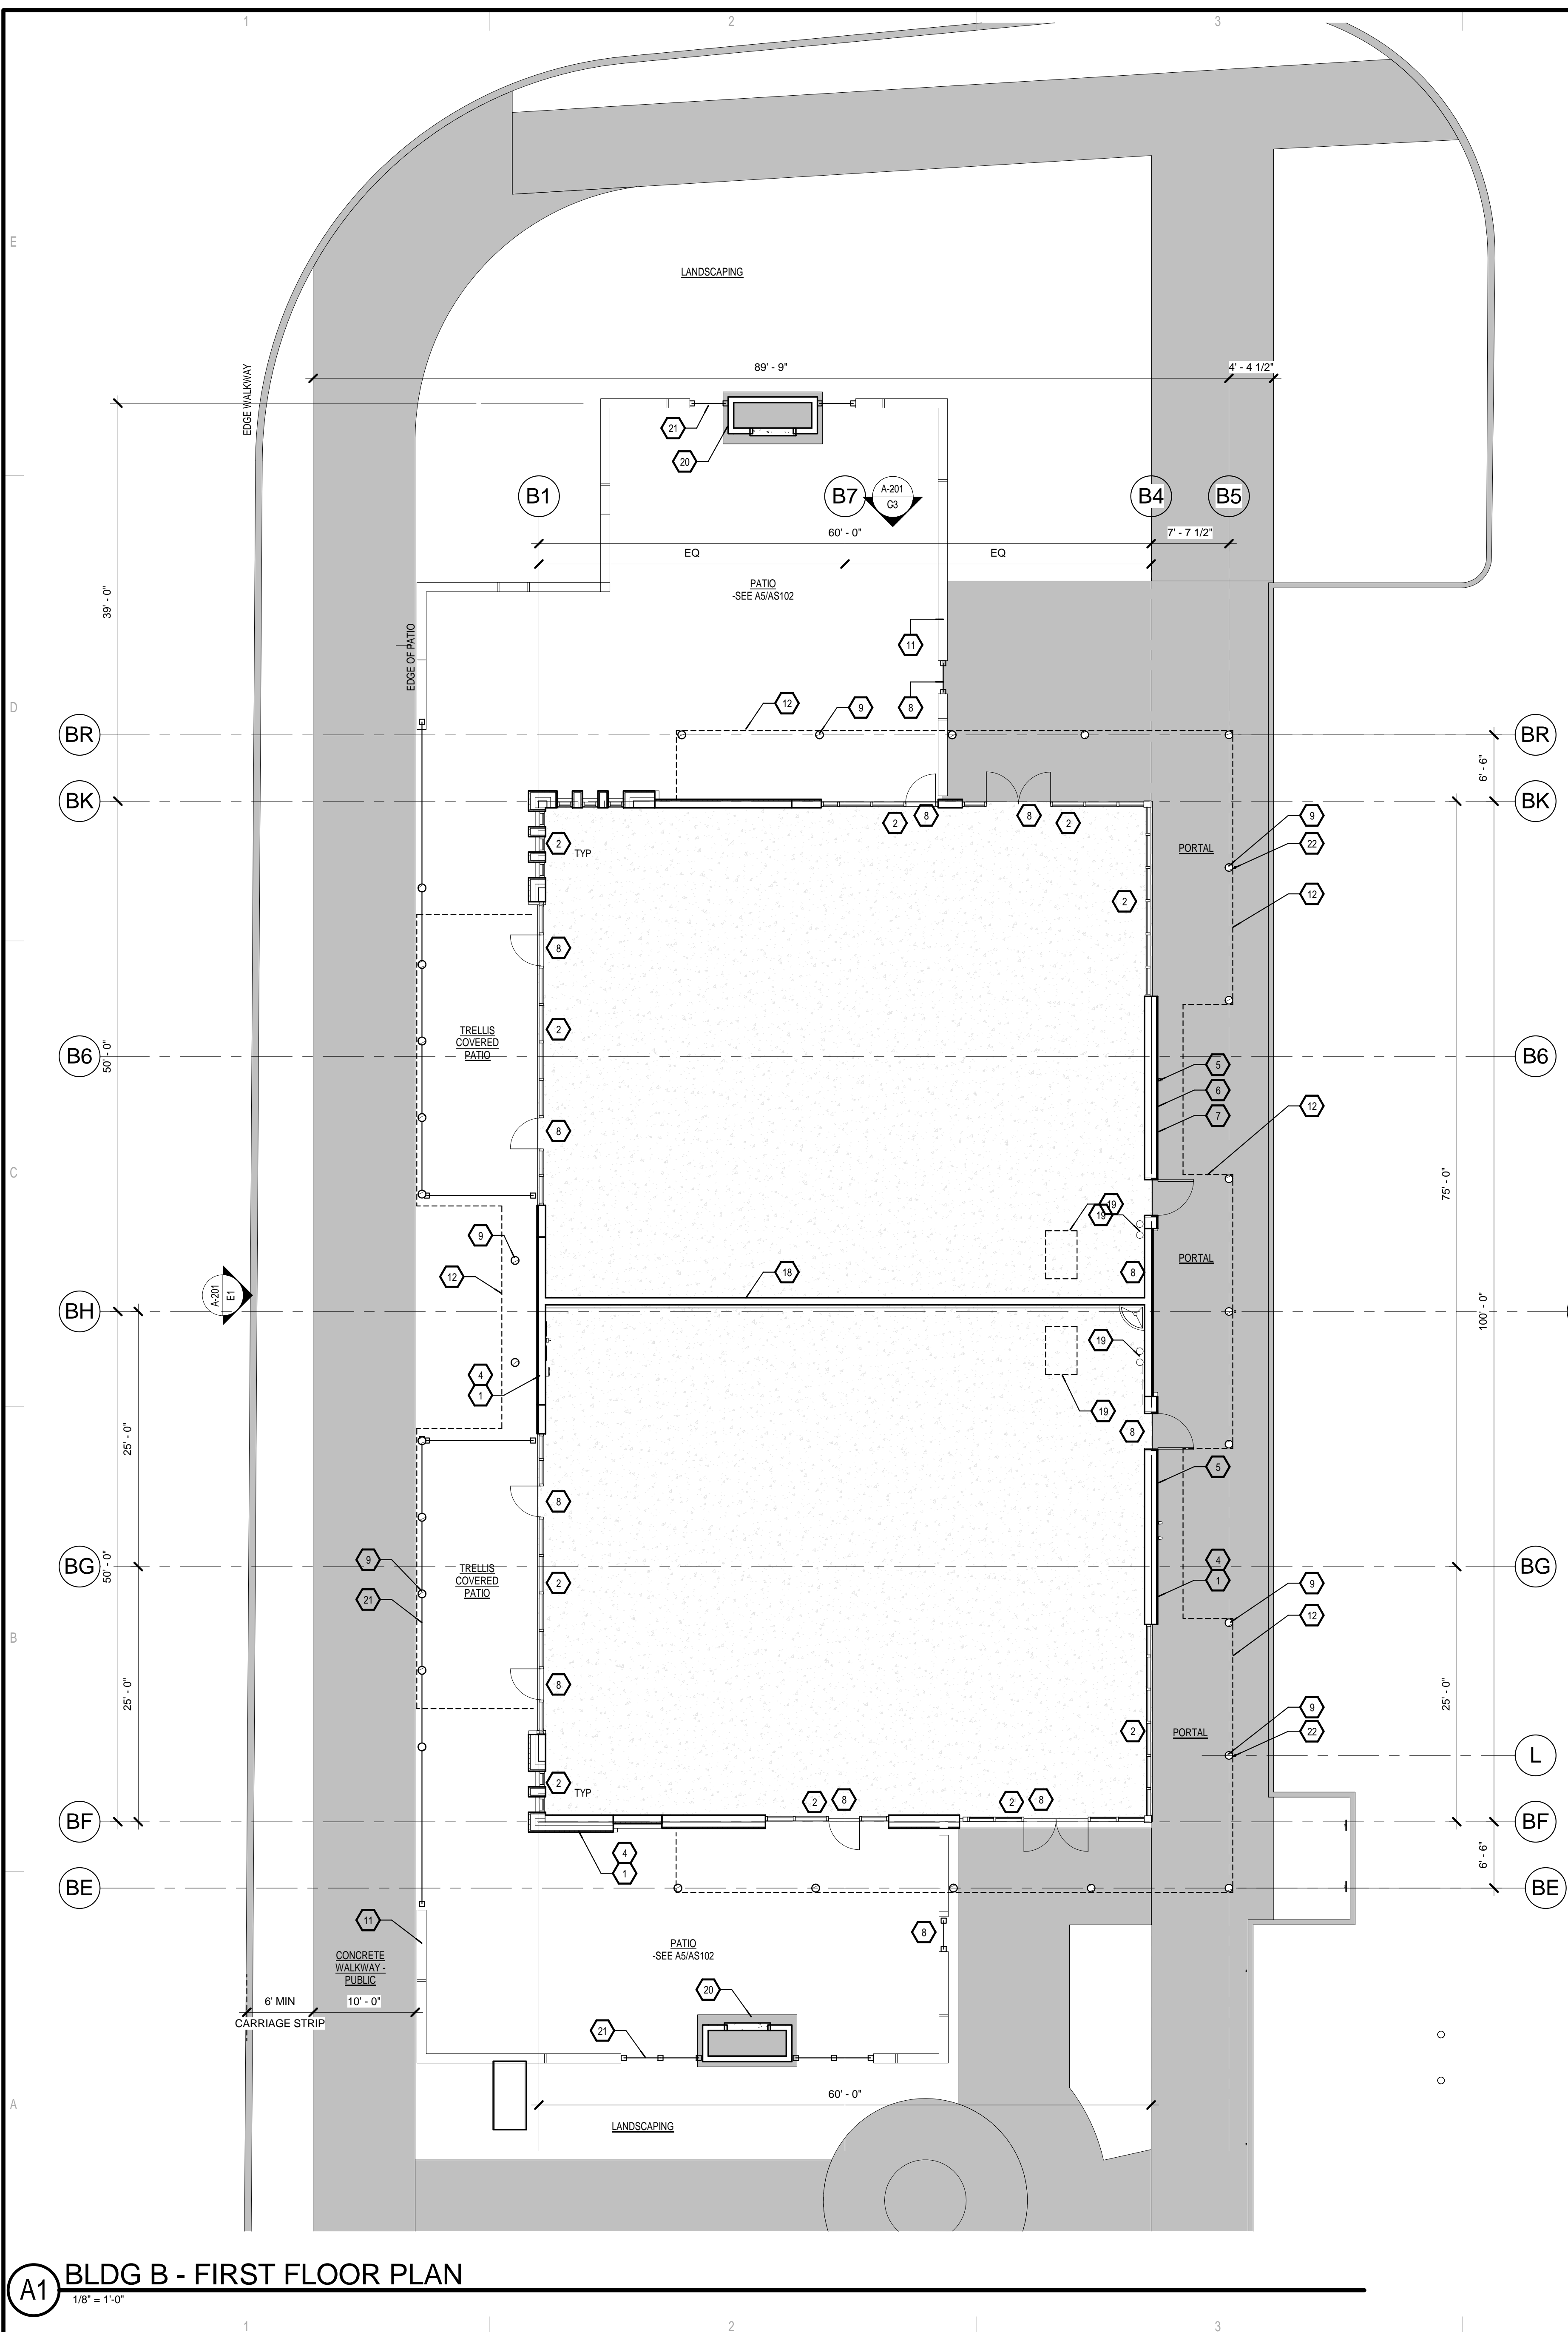 1
2
3
E
LANDSCAPING
EDGE WALKWAY
89' - 9"
4' - 4 1/2"
21
20
B1
B7
A-201
G3
B4
B5
60' - 0"
7' - 7 1/2"
EQ
EQ
39' - 0"
PATIO
-SEE A5/AS102
EDGE OF PATIO
11
D
12
9
8
BR
BR
6' - 6"
BK
BK
2
8
8
2
9
2
TYP
PORTAL
22
12
2
8
TRELLIS
COVERED
PATIO
2
B6
50' - 0"
B6
5
6
7
12
8
C
75' - 0"
19
19
9
12
18
8
PORTAL
A-201
E1
BH
100' - 0"
19
4
1
19
8
25' - 0"
5
8
BG
50' - 0"
BG
9
TRELLIS
COVERED
PATIO
2
4
1
9
21
12
B
8
25' - 0"
25' - 0"
9
2
PORTAL
22
L
2
TYP
2
8
2
8
BF
BF
4
1
6' - 6"
BE
BE
11
8
CONCRETE
WALKWAY -
PUBLIC
PATIO
-SEE A5/AS102
20
6' MIN
10' - 0"
CARRIAGE STRIP
21
A
60' - 0"
LANDSCAPING
A1
BLDG B - FIRST FLOOR PLAN
1/8" = 1'-0"
1
2
3